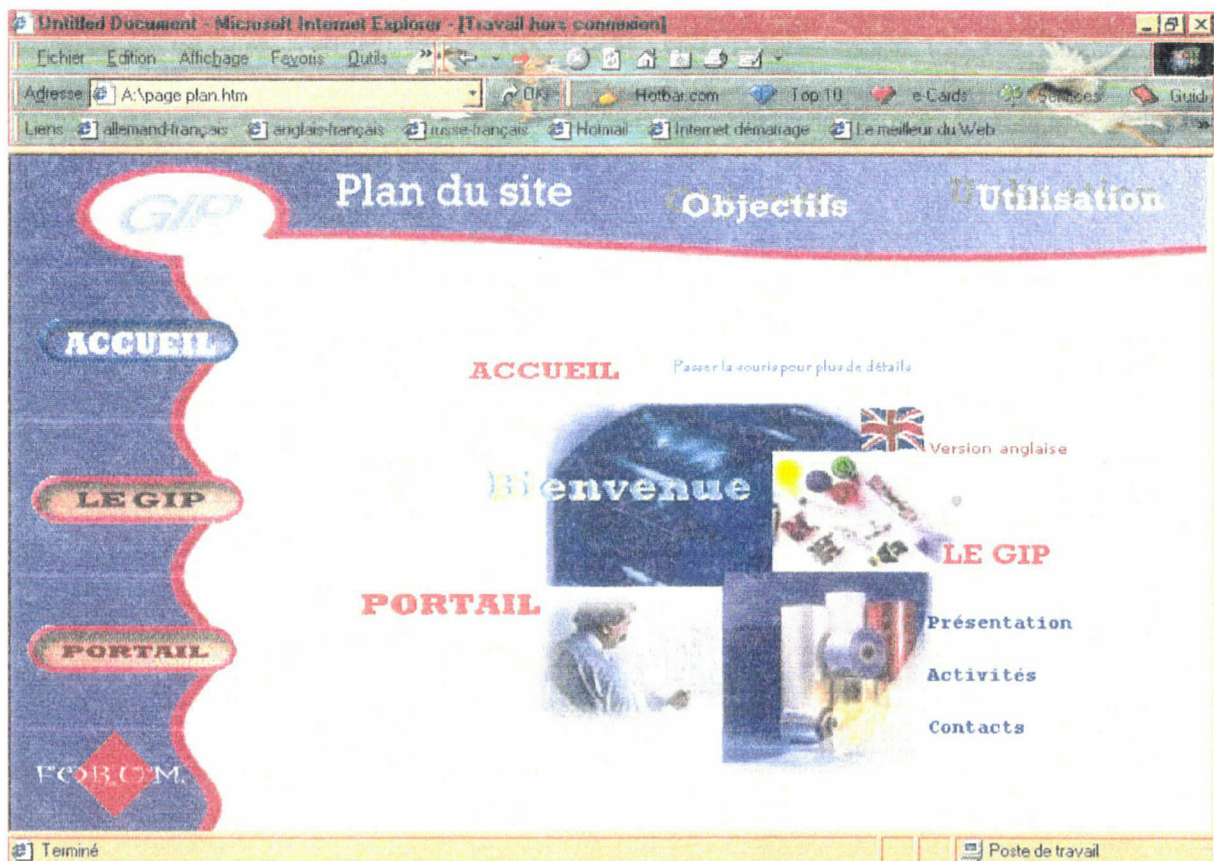 Untitled Document - Microsoft Internet Explorer - [Travail hors connexion]
Fichier Edition Affichage Favoris Outils »
Adresse A:\page plan.htm OK Hotbar.com Top 10 e-Cards Guid
Liens allemand-français anglais-français russe-français Hotmail Internet démarrage Le meilleur du Web »
GIP Plan du site Objectifs Utilisation
ACCUEIL
ACCUEIL Passer la souris pour plus de détails
Version anglaise
Bienvenue
LE GIP
LE GIP
PORTAIL
Présentation
PORTAIL
Activités
Contacts
FORCOM
Terminé Poste de travail